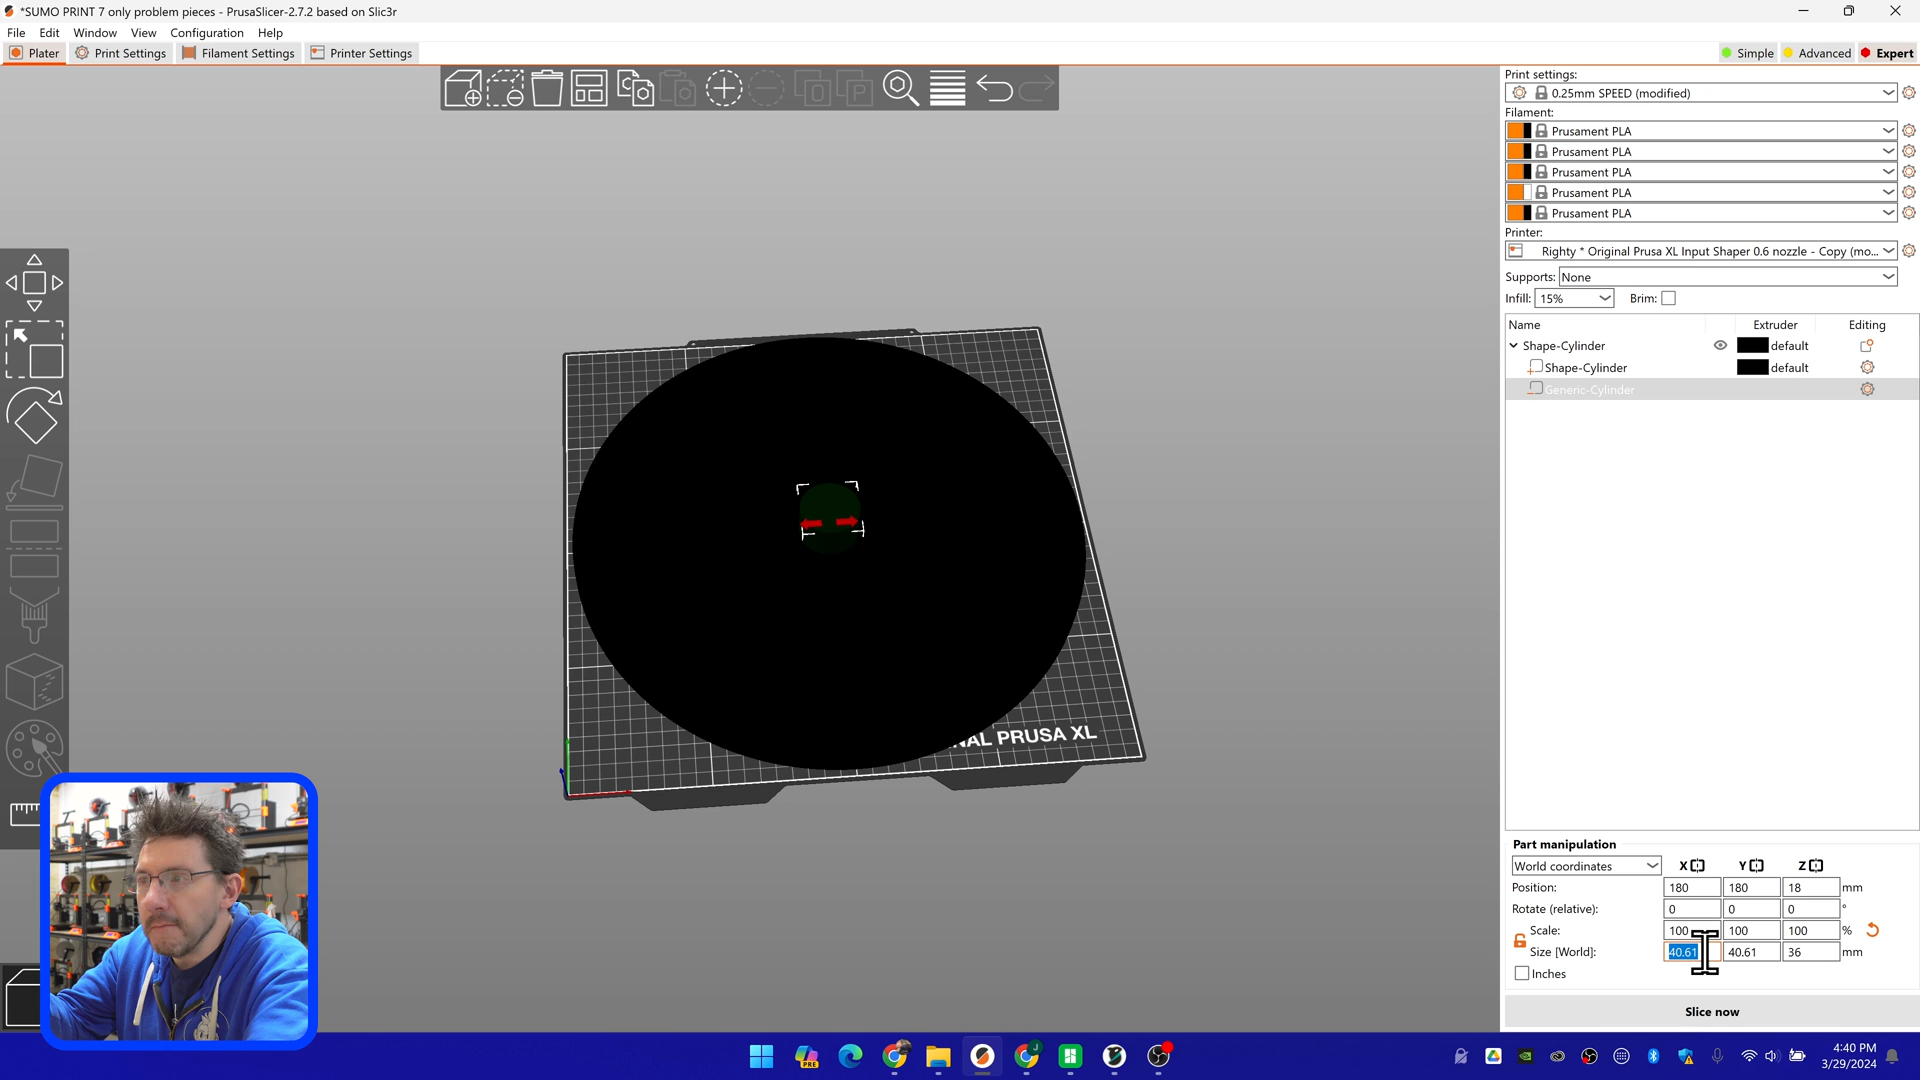 *SUMO PRINT 7 only problem pieces - PrusaSlicer-2.7.2 based on Slic3r
File Edit Window View Configuration Help
Plater Print Settings Filament Settings Printer Settings Simple Advanced Expert
Print settings:
0.25mm SPEED (modified)
Filament:
Prusament PLA
Prusament PLA
Prusament PLA
Prusament PLA
Prusament PLA
Printer:
Righty * Original Prusa XL Input Shaper 0.6 nozzle - Copy (mo...
Supports: None
Infill: 15% Brim:
Name Extruder Editing
Shape-Cylinder default
Shape-Cylinder default
Generic-Cylinder
NAL PRUSA XL
Part manipulation
World coordinates X Y Z
Position: 180 180 18 mm
Rotate (relative): 0 0 0 °
Scale: 100 100 100 %
Size [World]: 40.61 40.61 36 mm
Inches
Slice now
PRE
J
4:40 PM
3/29/2024